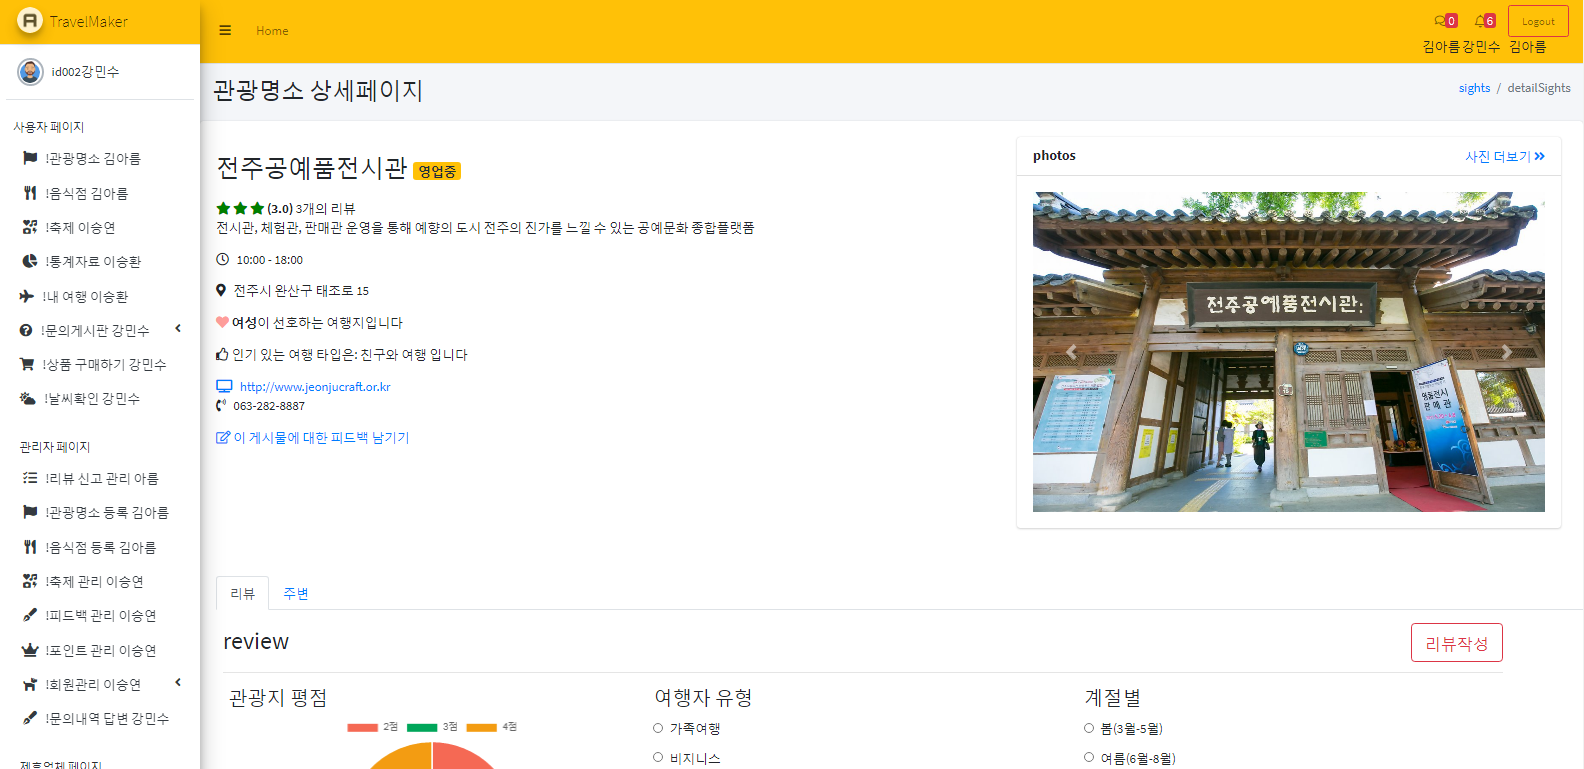 TravelMaker
Home
0
6
Logout
김아름 강민수 김아름
id002강민수
관광명소 상세페이지
sights / detailSights
사용자 페이지
!관광명소 김아름
!음식점 김아름
!축제 이승연
!통계자료 이승환
!내 여행 이승환
!문의게시판 강민수
!상품 구매하기 강민수
!날씨확인 강민수
관리자 페이지
!리뷰 신고 관리 아름
!관광명소 등록 김아름
!음식점 등록 김아름
!축제 관리 이승연
!피드백 관리 이승연
!포인트 관리 이승연
!회원관리 이승연
!문의내역 답변 강민수
제휴업체 페이지
전주공예품전시관 영업중
(3.0) 3개의 리뷰
전시관, 체험관, 판매관 운영을 통해 예향의 도시 전주의 진가를 느낄 수 있는 공예문화 종합플랫폼
10:00 - 18:00
전주시 완산구 태조로 15
여성이 선호하는 여행지입니다
인기 있는 여행 타입은: 친구와 여행 입니다
http://www.jeonjucraft.or.kr
063-282-8887
이 게시물에 대한 피드백 남기기
photos
사진 더보기
전주공예품전시관
명품전시
판매관
리뷰
주변
review
리뷰작성
관광지 평점
2점
3점
4점
여행자 유형
가족여행
비지니스
계절별
봄(3월-5월)
여름(6월-8월)